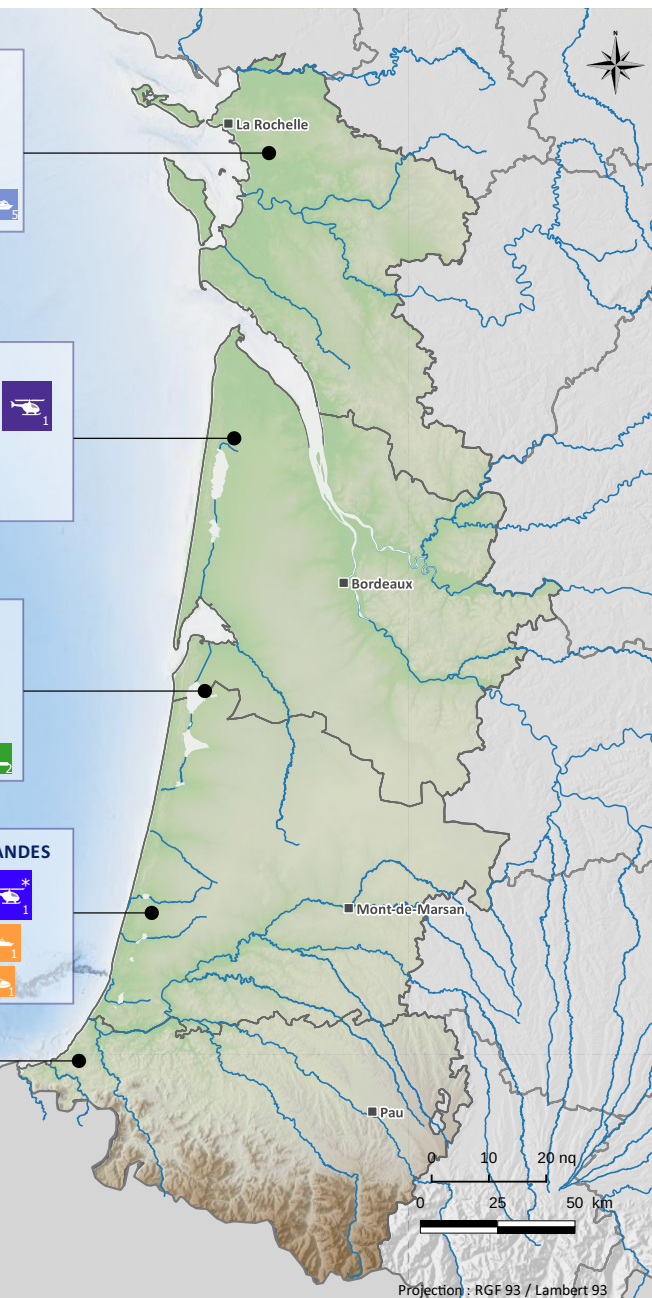 N
La Rochelle
5
1
Bordeaux
2
ANDES
*
1
1
1
Mont-de-Marsan
Pau
0 10 20 nq
0 25 50 km
Projection : RGF 93 / Lambert 93